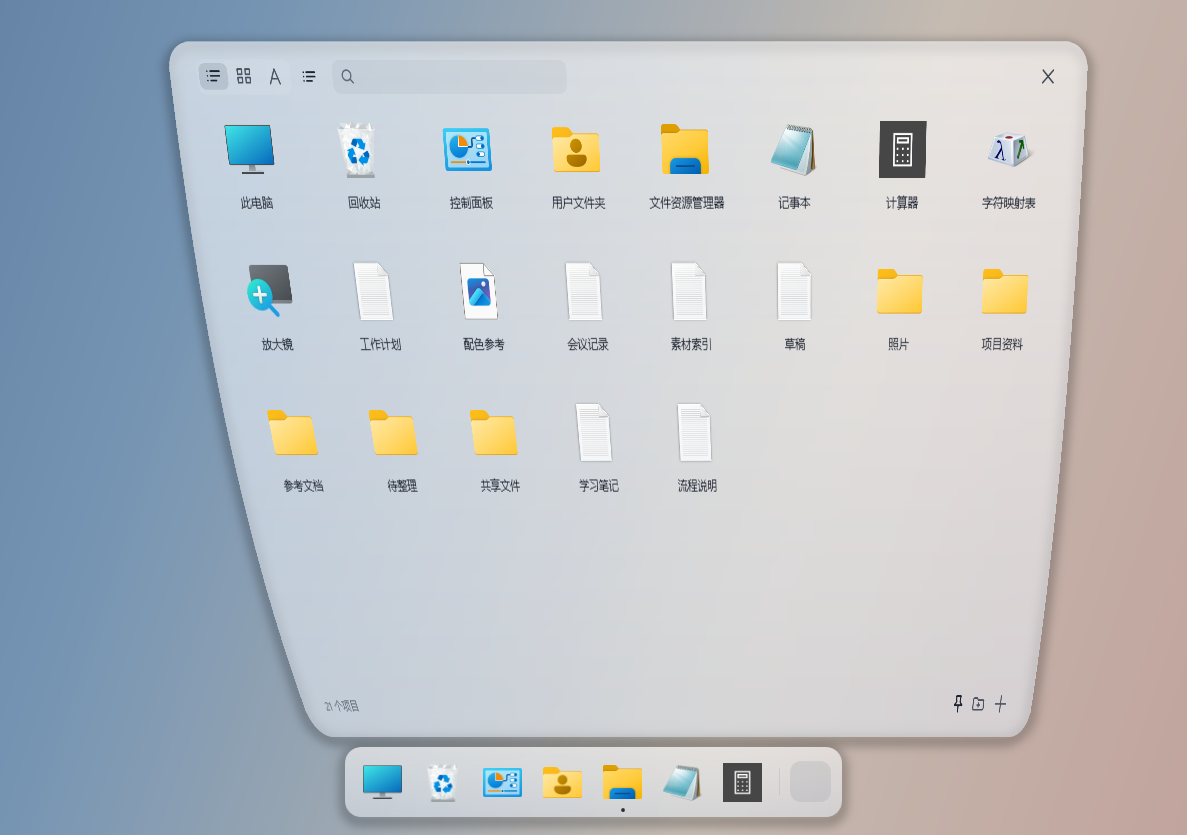 此电脑
回收站
控制面板
用户文件夹
文件资源管理器
记事本
计算器
字符映射表
放大镜
工作计划
配色参考
会议记录
素材索引
草稿
照片
项目资料
参考文档
待整理
共享文件
学习笔记
流程说明
21 个项目